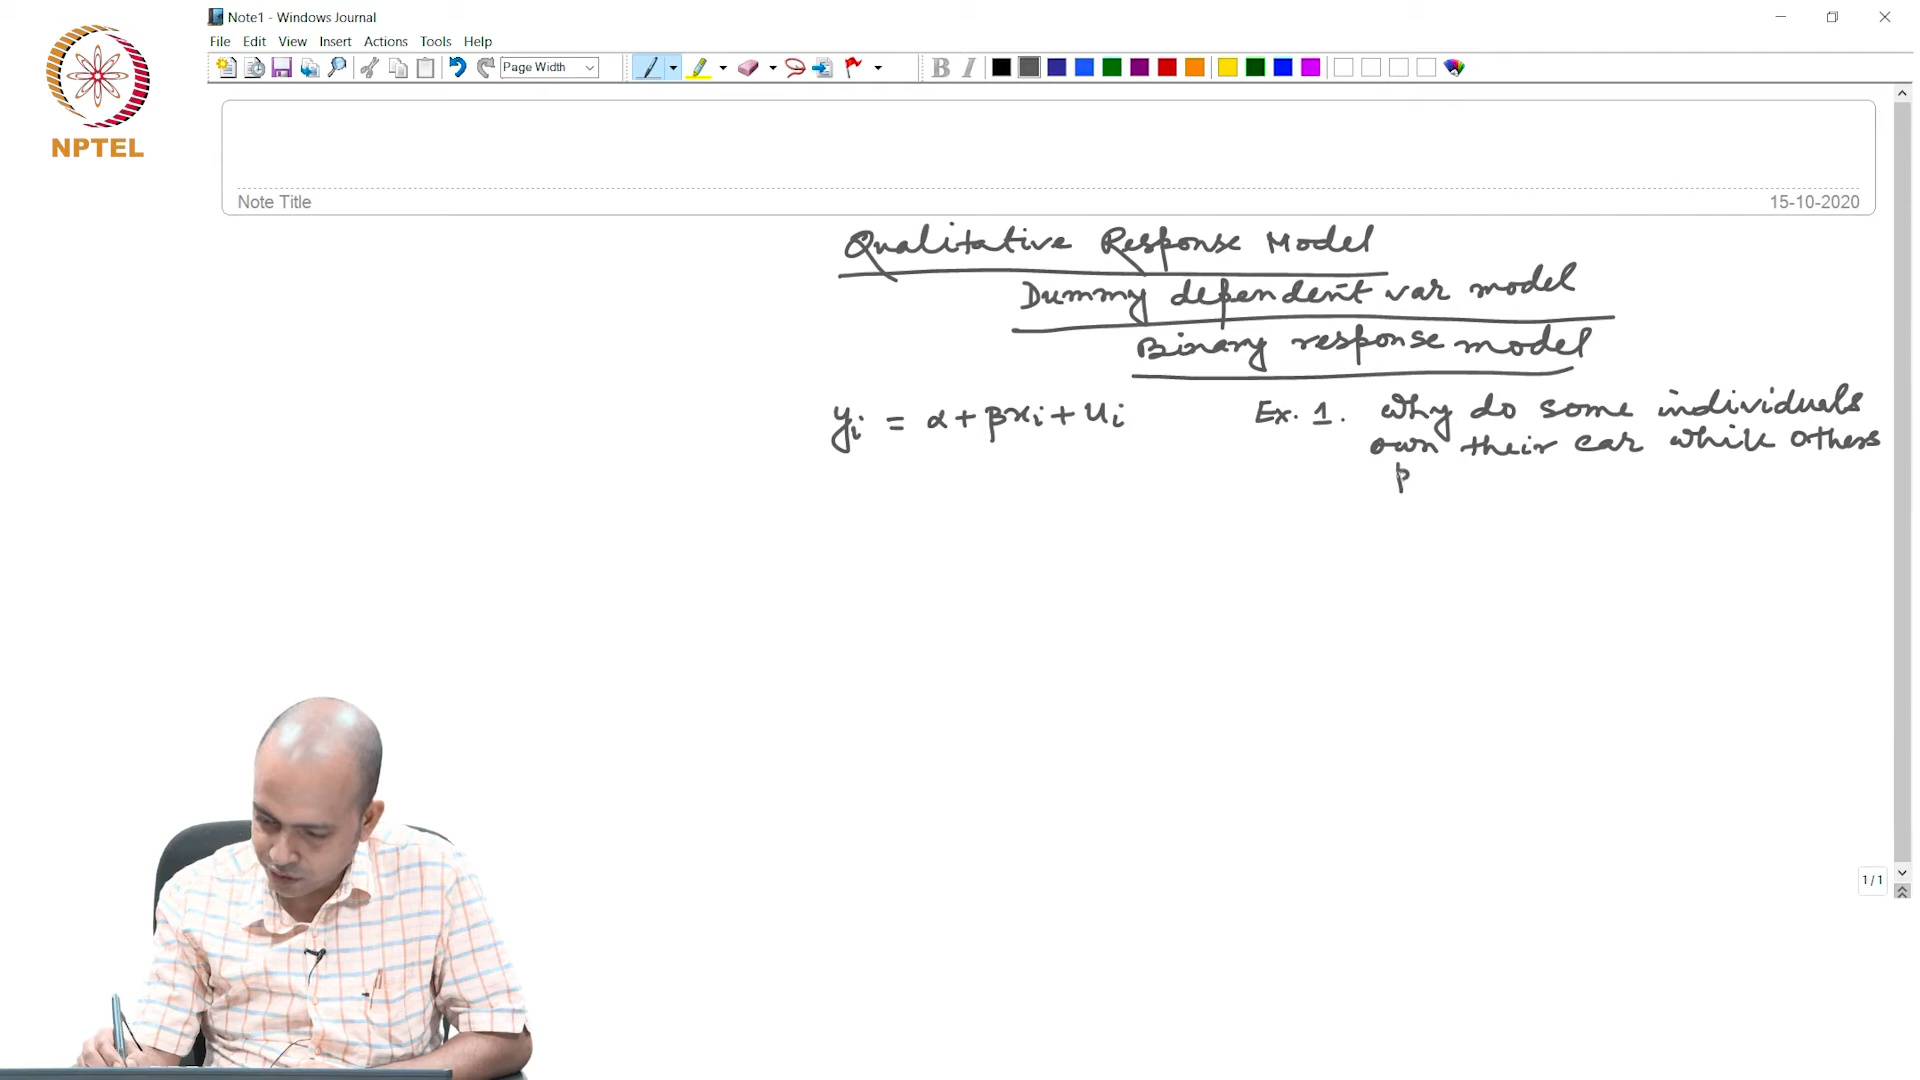 Note1 - Windows Journal
File Edit View Insert Actions Tools Help
Page Width
B I
NPTEL
Note Title
15-10-2020
Qualitative Response Model
Dummy dependent var model
Binary response model
yi = α + βxi + ui
Ex. 1. Why do some individuals
own their car while others
p
1 / 1